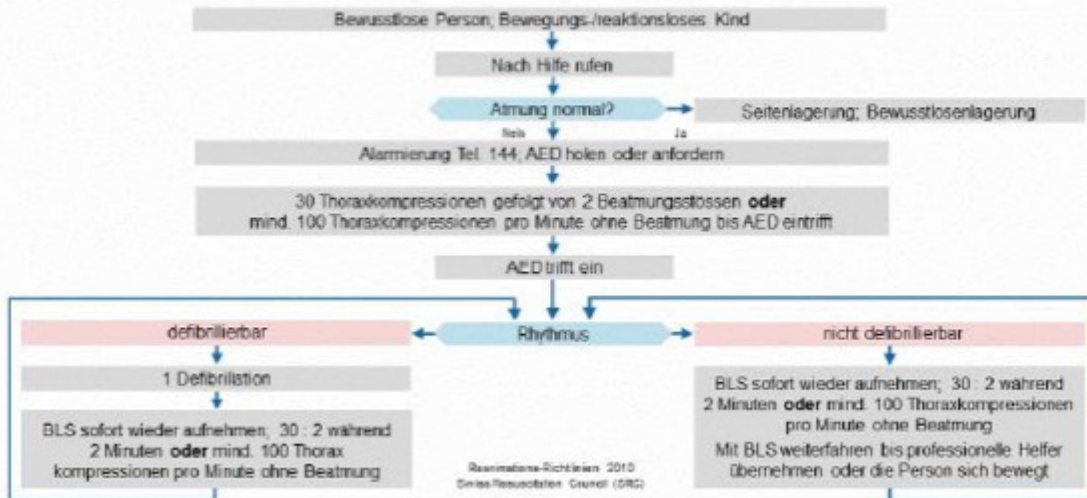 Bewusstlose Person; Bewegungs-/reaktionsloses Kind
Nach Hilfe rufen
Atmung normal?
Seitenlagerung; Bewusstlosenlagerung
Nein
Ja
Alarmierung Tel. 144; AED holen oder anfordern
30 Thoraxkompressionen gefolgt von 2 Beatmungsstössen oder
mind. 100 Thoraxkompressionen pro Minute ohne Beatmung bis AED eintrifft
AED trifft ein
defibrillierbar
Rhythmus
nicht defibrillierbar
1 Defibrillation
BLS sofort wieder aufnehmen; 30 : 2 während
2 Minuten oder mind. 100 Thorax
kompressionen pro Minute ohne Beatmung
BLS sofort wieder aufnehmen; 30 : 2 während
2 Minuten oder mind. 100 Thoraxkompressionen
pro Minute ohne Beatmung
Mit BLS weiterfahren bis professionelle Helfer
übernehmen oder die Person sich bewegt
Reanimations-Richtlinien 2010
Swiss Resuscitation Council (SRC)